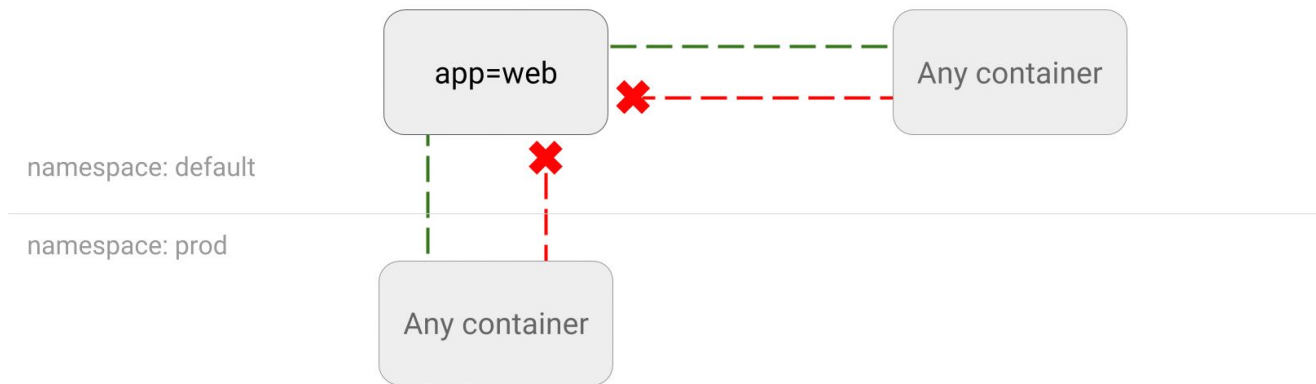 app=web
Any container
namespace: default
namespace: prod
Any container